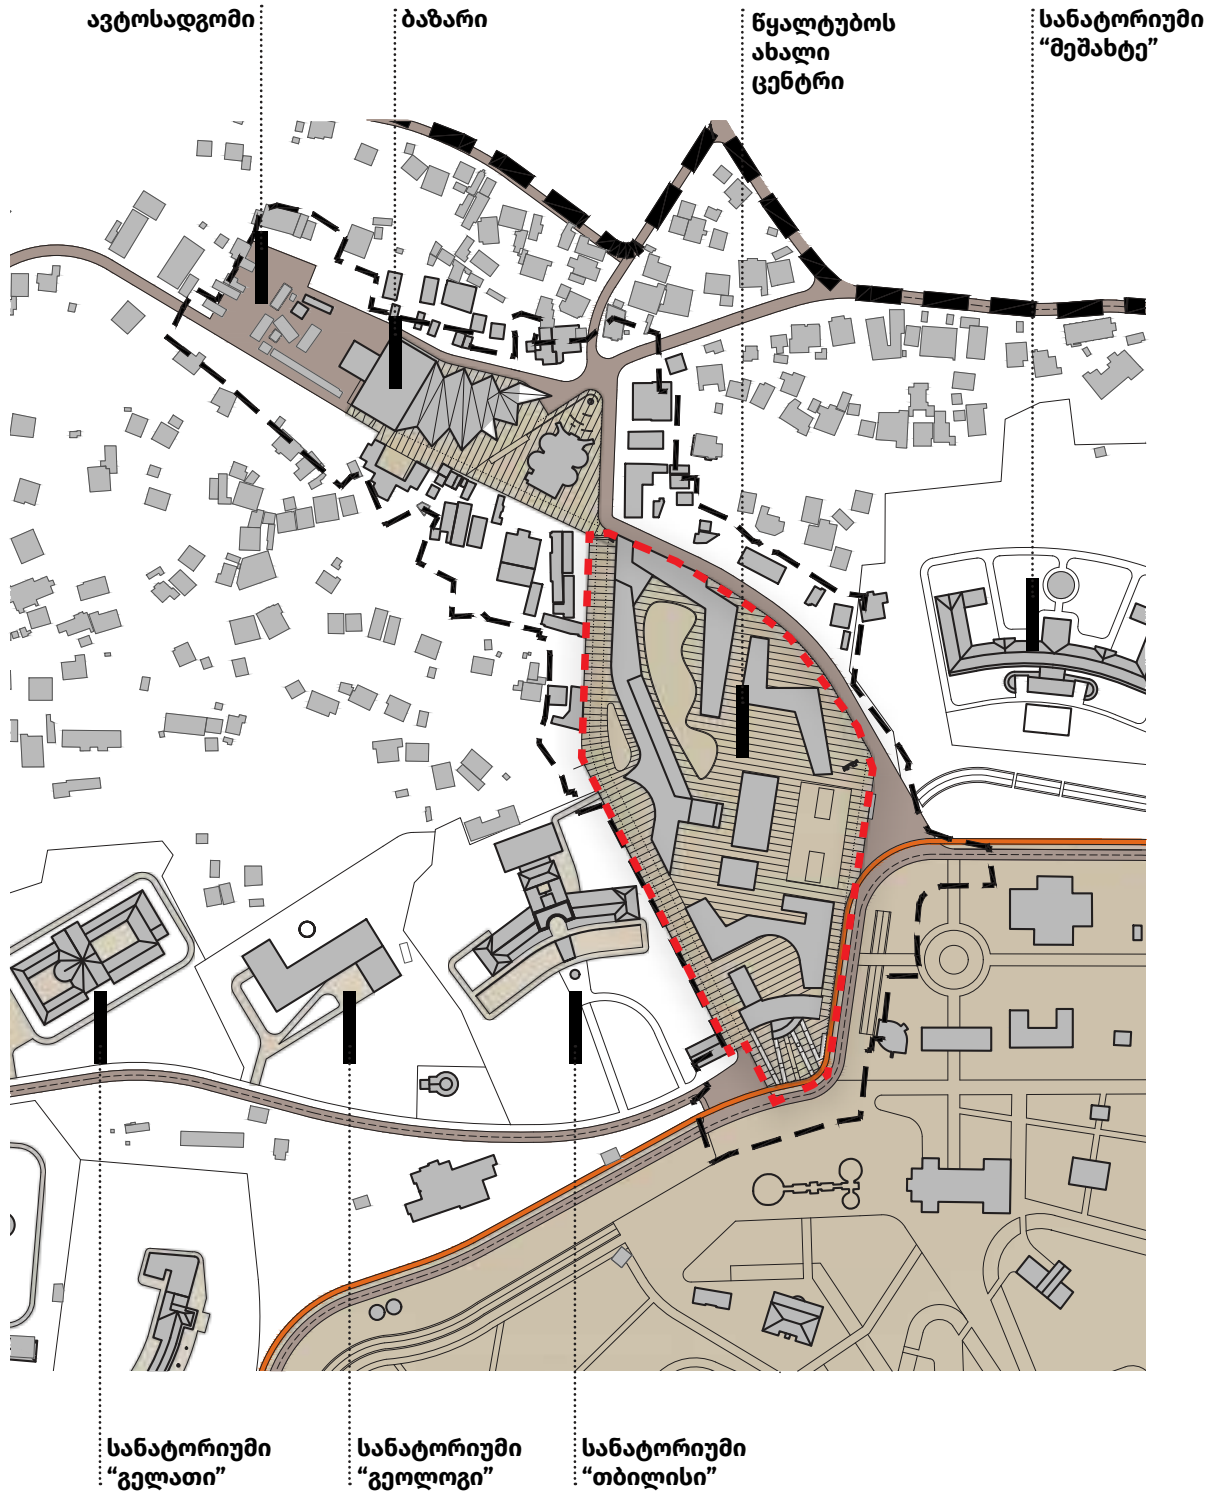 ავტოსადგომი
ბაზარი
წყალტუბოს
ახალი
ცენტრი
სანატორიუმი
“მეშახტე”
სანატორიუმი
“გელათი”
სანატორიუმი
“გეოლოგი”
სანატორიუმი
“თბილისი”